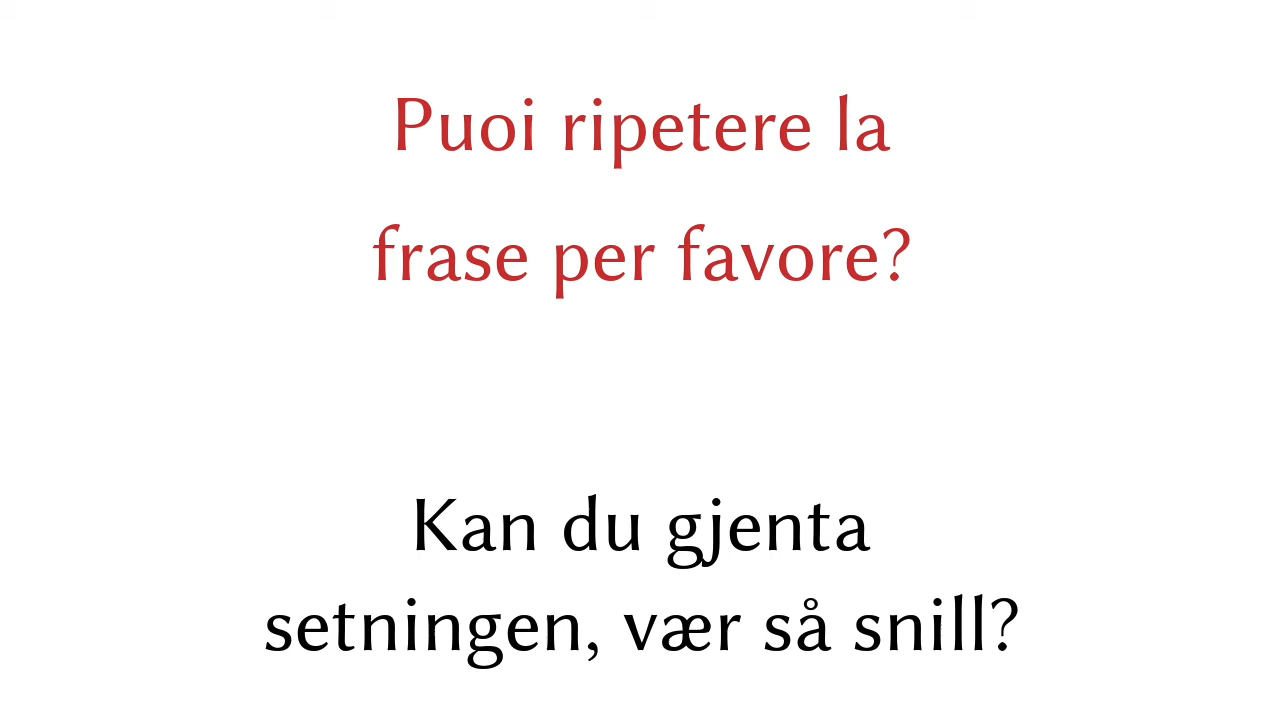 Puoi ripetere la
frase per favore?
Kan du gjenta
setningen, vær så snill?